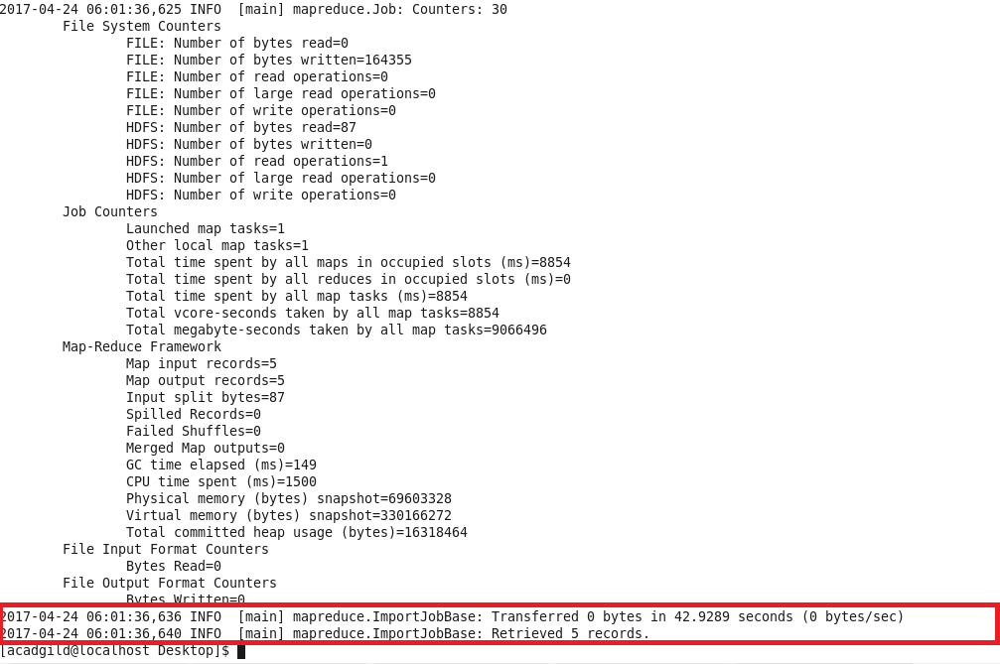 2017-04-24 06:01:36,625 INFO  [main] mapreduce.Job: Counters: 30
File System Counters
FILE: Number of bytes read=0
FILE: Number of bytes written=164355
FILE: Number of read operations=0
FILE: Number of large read operations=0
FILE: Number of write operations=0
HDFS: Number of bytes read=87
HDFS: Number of bytes written=0
HDFS: Number of read operations=1
HDFS: Number of large read operations=0
HDFS: Number of write operations=0
Job Counters
Launched map tasks=1
Other local map tasks=1
Total time spent by all maps in occupied slots (ms)=8854
Total time spent by all reduces in occupied slots (ms)=0
Total time spent by all map tasks (ms)=8854
Total vcore-seconds taken by all map tasks=8854
Total megabyte-seconds taken by all map tasks=9066496
Map-Reduce Framework
Map input records=5
Map output records=5
Input split bytes=87
Spilled Records=0
Failed Shuffles=0
Merged Map outputs=0
GC time elapsed (ms)=149
CPU time spent (ms)=1500
Physical memory (bytes) snapshot=69603328
Virtual memory (bytes) snapshot=330166272
Total committed heap usage (bytes)=16318464
File Input Format Counters
Bytes Read=0
File Output Format Counters
Bytes Written=0
2017-04-24 06:01:36,636 INFO  [main] mapreduce.ImportJobBase: Transferred 0 bytes in 42.9289 seconds (0 bytes/sec)
2017-04-24 06:01:36,640 INFO  [main] mapreduce.ImportJobBase: Retrieved 5 records.
[acadgild@localhost Desktop]$